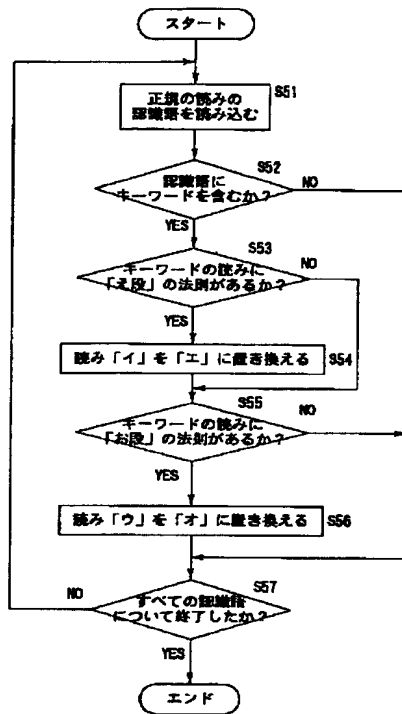 スタート
正規の読みの
認識語を読み込む
S51
認識語に
キーワードを含むか?
S52
NO
YES
キーワードの読みに
「え段」の法則があるか?
S53
NO
YES
読み「イ」を「エ」に置き換える
S54
キーワードの読みに
「お段」の法則があるか?
S55
NO
YES
読み「ウ」を「オ」に置き換える
S56
すべての認識語
について終了したか?
S57
NO
YES
エンド